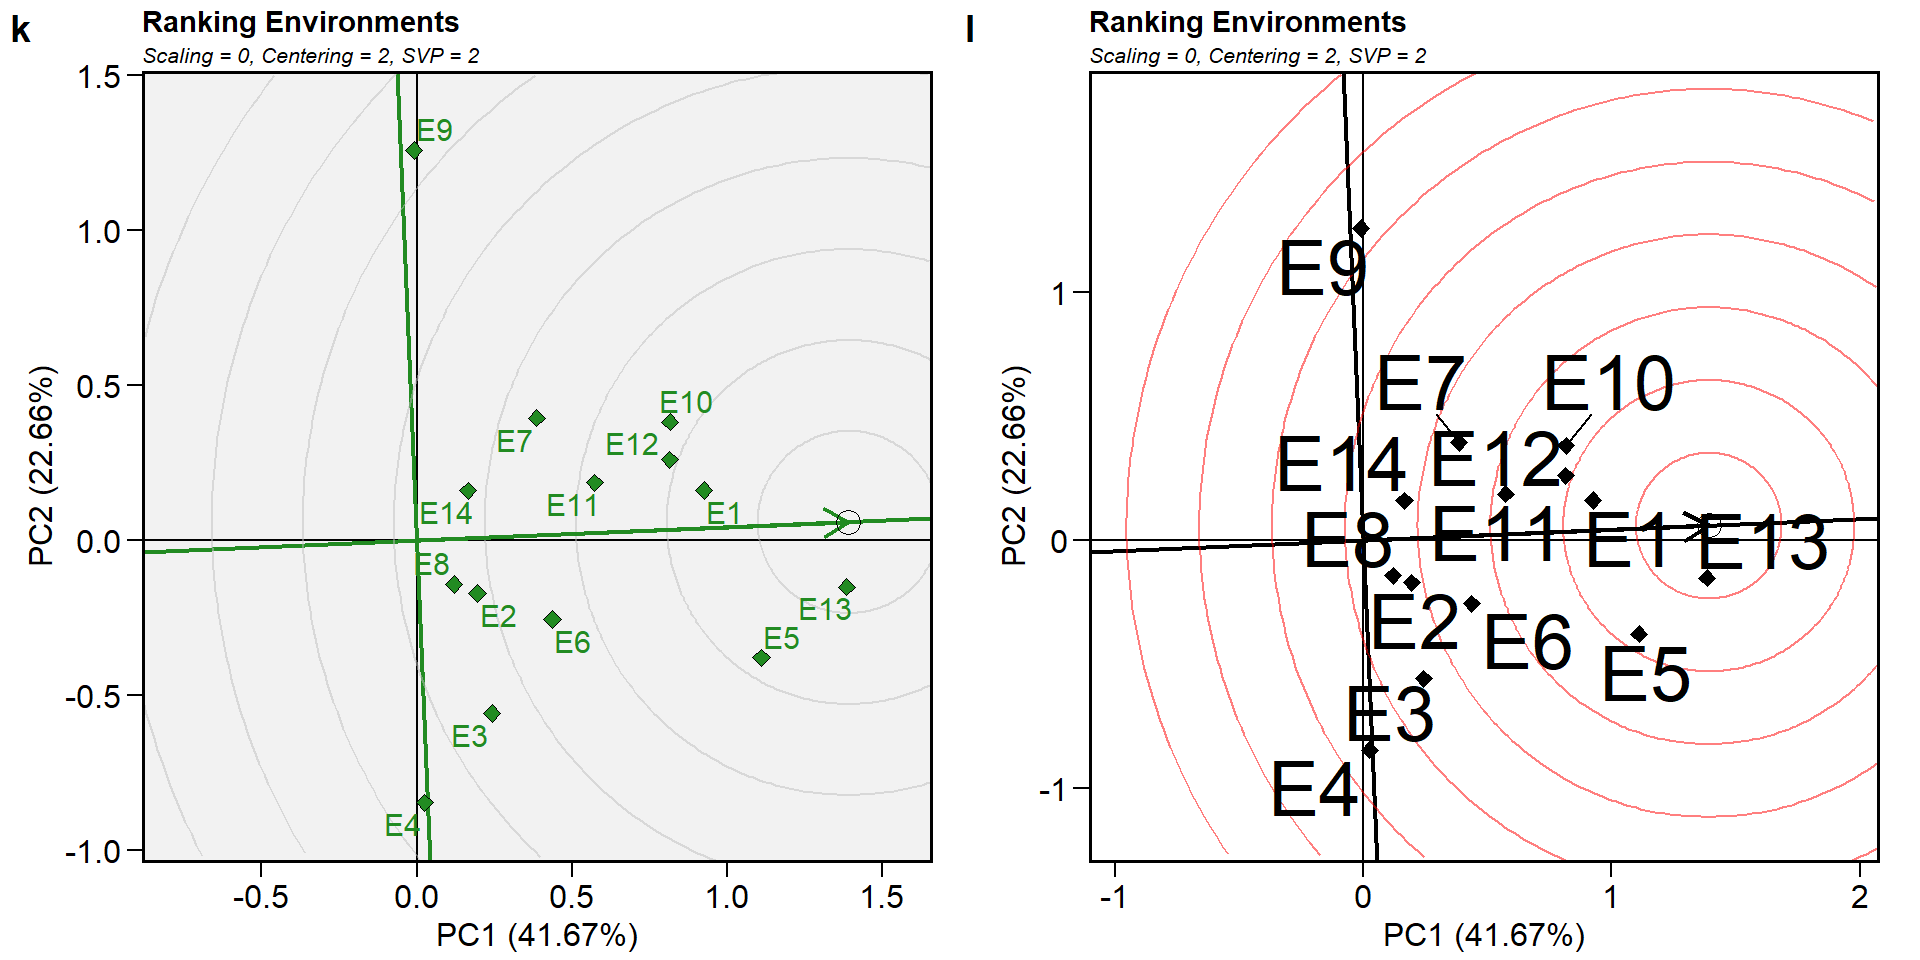 k
Ranking Environments
Scaling = 0, Centering = 2, SVP = 2
1.5
1.0
0.5
0.0
-0.5
-1.0
PC2 (22.66%)
E9
E10
E7
E12
E11
E14
E1
E8
E2
E13
E6
E5
E3
E4
-0.5
0.0
0.5
1.0
1.5
PC1 (41.67%)
l
Ranking Environments
Scaling = 0, Centering = 2, SVP = 2
1
0
-1
PC2 (22.66%)
E9
E7
E10
E14
E12
E8
E11
E1
E13
E2
E6
E5
E3
E4
-1
0
1
2
PC1 (41.67%)